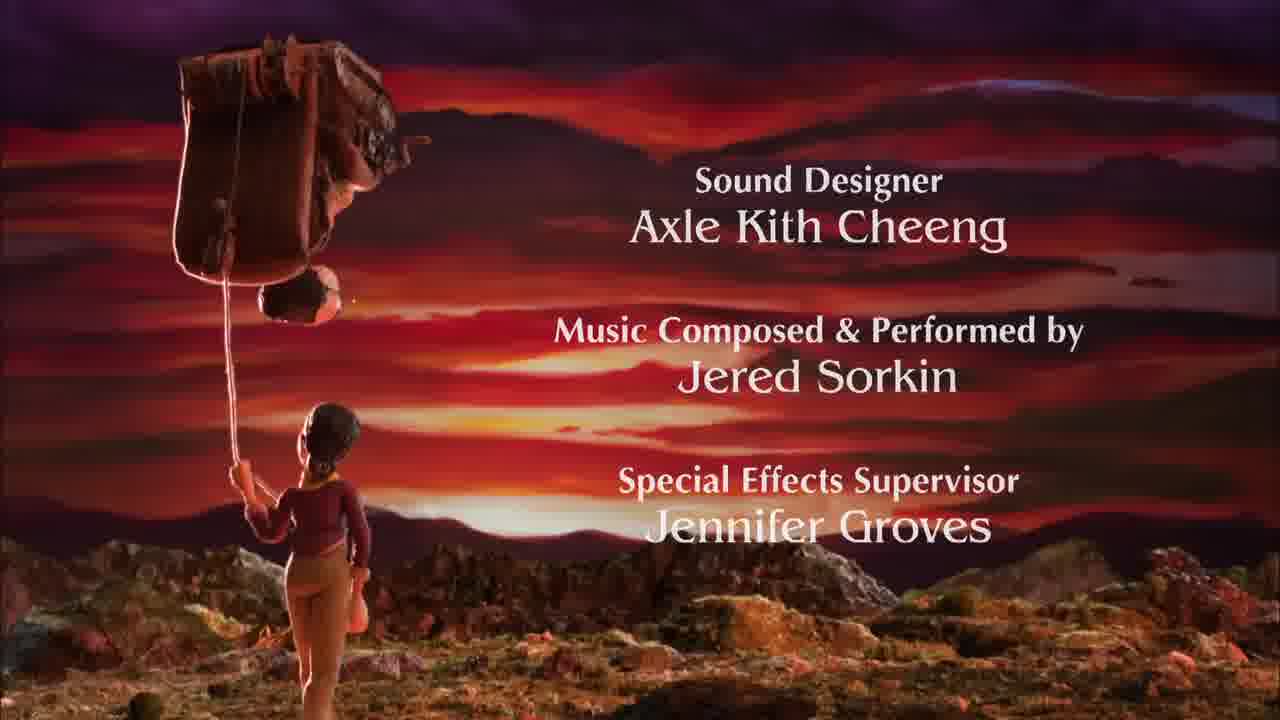 Sound Designer
Axle Kith Cheeng
Music Composed & Performed by
Jered Sorkin
Special Effects Supervisor
Jennifer Groves